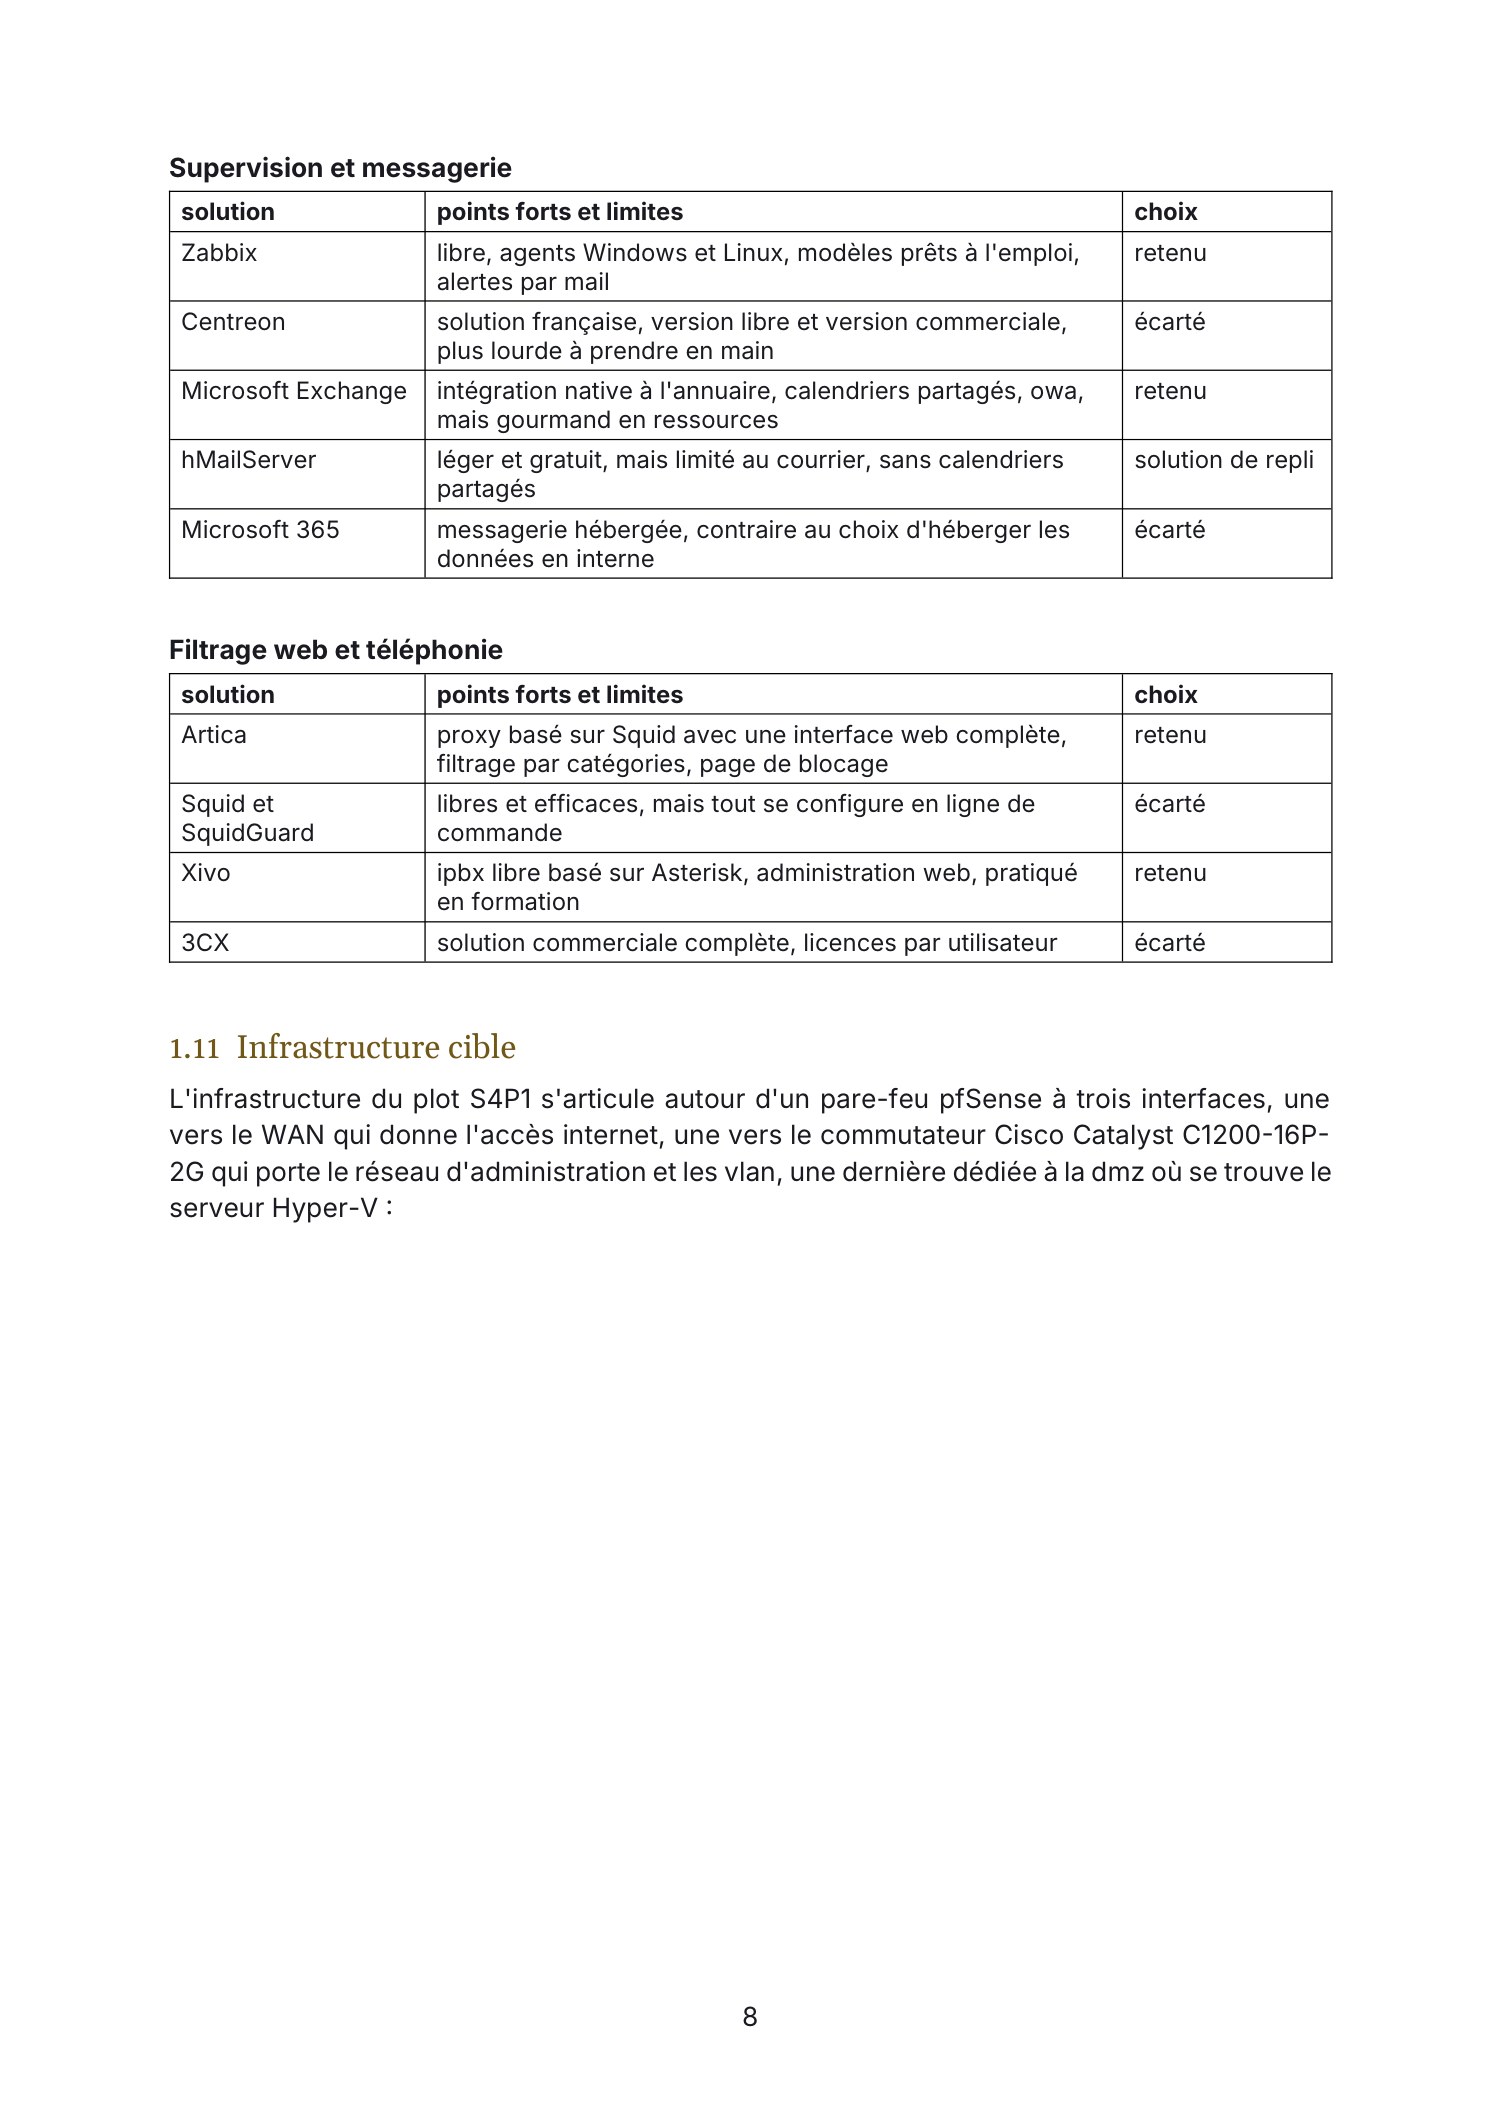 Supervision et messagerie
solution points forts et limites choix
Zabbix libre, agents Windows et Linux, modèles prêts à l'emploi, retenu
alertes par mail
Centreon solution française, version libre et version commerciale, écarté
plus lourde à prendre en main
Microsoft Exchange intégration native à l'annuaire, calendriers partagés, owa, retenu
mais gourmand en ressources
hMailServer léger et gratuit, mais limité au courrier, sans calendriers solution de repli
partagés
Microsoft 365 messagerie hébergée, contraire au choix d'héberger les écarté
données en interne
Filtrage web et téléphonie
solution points forts et limites choix
Artica proxy basé sur Squid avec une interface web complète, retenu
filtrage par catégories, page de blocage
Squid et libres et efficaces, mais tout se configure en ligne de écarté
SquidGuard commande
Xivo ipbx libre basé sur Asterisk, administration web, pratiqué retenu
en formation
3CX solution commerciale complète, licences par utilisateur écarté
1.11 Infrastructure cible
L'infrastructure du plot S4P1 s'articule autour d'un pare-feu pfSense à trois interfaces, une
vers le WAN qui donne l'accès internet, une vers le commutateur Cisco Catalyst C1200-16P-
2G qui porte le réseau d'administration et les vlan, une dernière dédiée à la dmz où se trouve le
serveur Hyper-V :
8